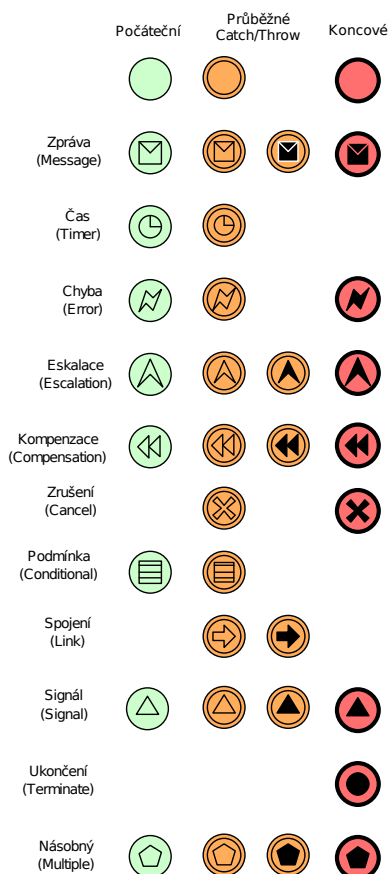 Počáteční
Průběžné
Catch/Throw
Koncové
Zpráva
(Message)
Čas
(Timer)
Chyba
(Error)
Eskalace
(Escalation)
Kompenzace
(Compensation)
Zrušení
(Cancel)
Podmínka
(Conditional)
Spojení
(Link)
Signál
(Signal)
Ukončení
(Terminate)
Násobný
(Multiple)